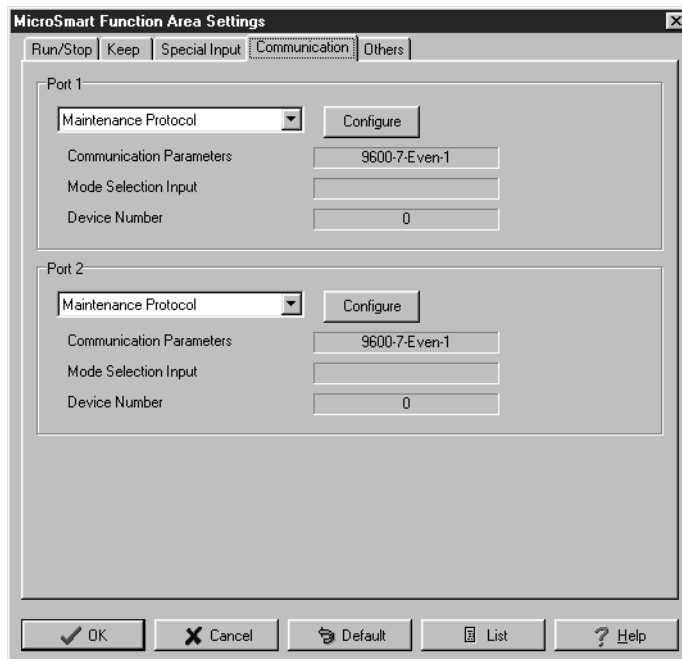 MicroSmart Function Area Settings
Run/Stop Keep Special Input Communication Others
Port 1
Maintenance Protocol Configure
Communication Parameters 9600-7-Even-1
Mode Selection Input
Device Number 0
Port 2
Maintenance Protocol Configure
Communication Parameters 9600-7-Even-1
Mode Selection Input
Device Number 0
OK Cancel Default List Help